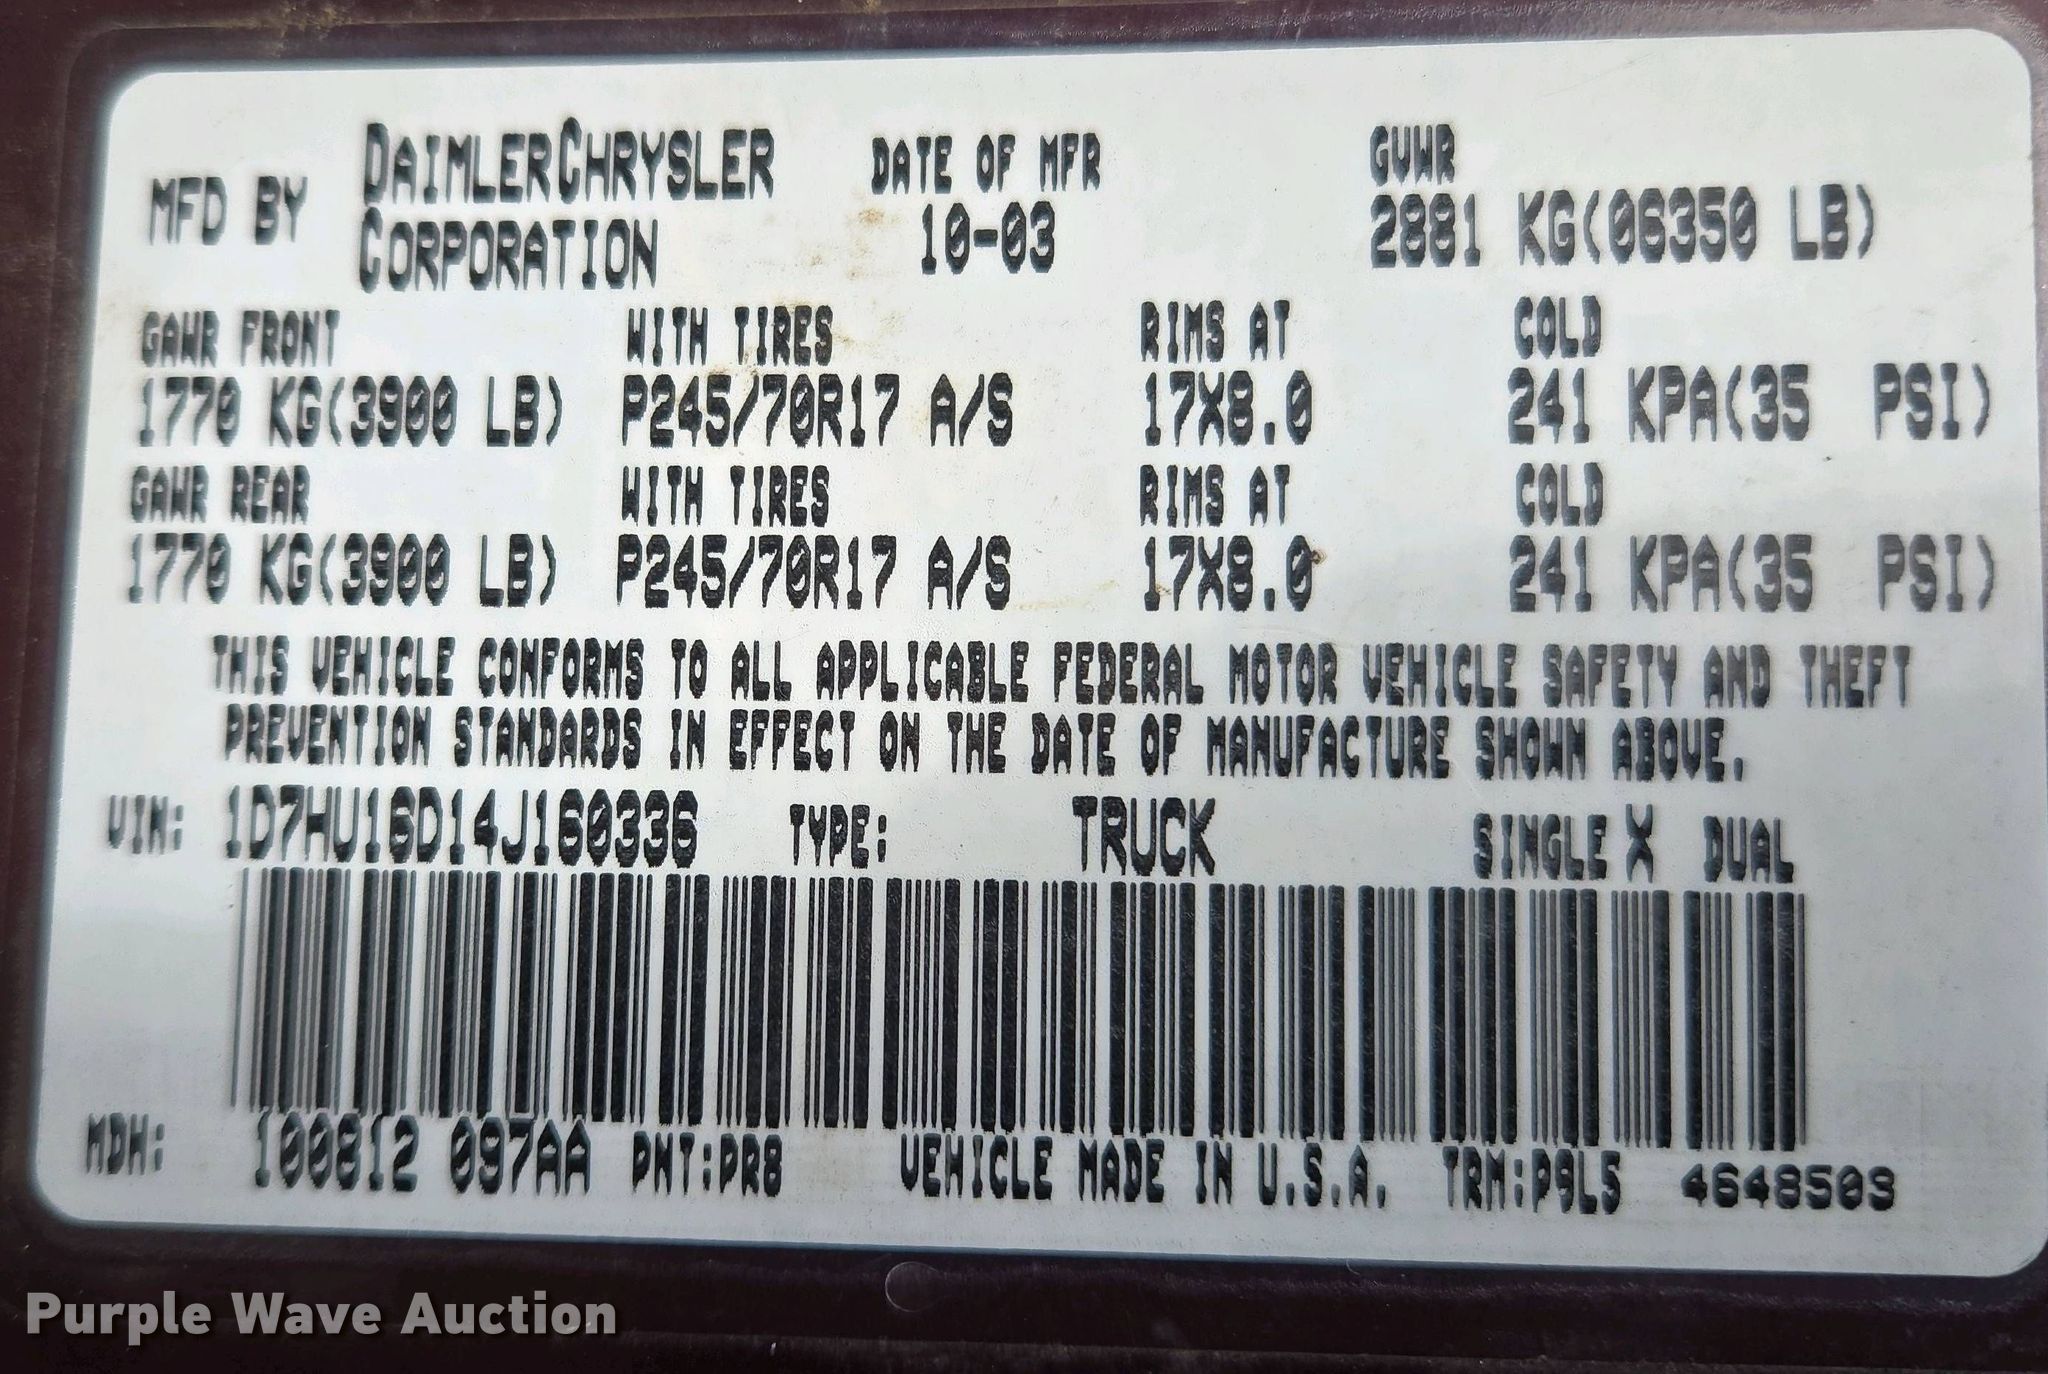 MFD BY DAIMLERCHRYSLER CORPORATION DATE OF MFR 10-03 GVWR 2881 KG(06350 LB)
GAWR FRONT WITH TIRES RIMS AT COLD
1770 KG(3900 LB) P245/70R17 A/S 17X8.0 241 KPA(35 PSI)
GAWR REAR WITH TIRES RIMS AT COLD
1770 KG(3900 LB) P245/70R17 A/S 17X8.0 241 KPA(35 PSI)
THIS VEHICLE CONFORMS TO ALL APPLICABLE FEDERAL MOTOR VEHICLE SAFETY AND THEFT
PREVENTION STANDARDS IN EFFECT ON THE DATE OF MANUFACTURE SHOWN ABOVE.
VIN: 1D7HU16D14J160336 TYPE: TRUCK SINGLE X DUAL
MDH: 100812 097AA PNT:PR8 VEHICLE MADE IN U.S.A. TRM:P9L5 4648503
Purple Wave Auction